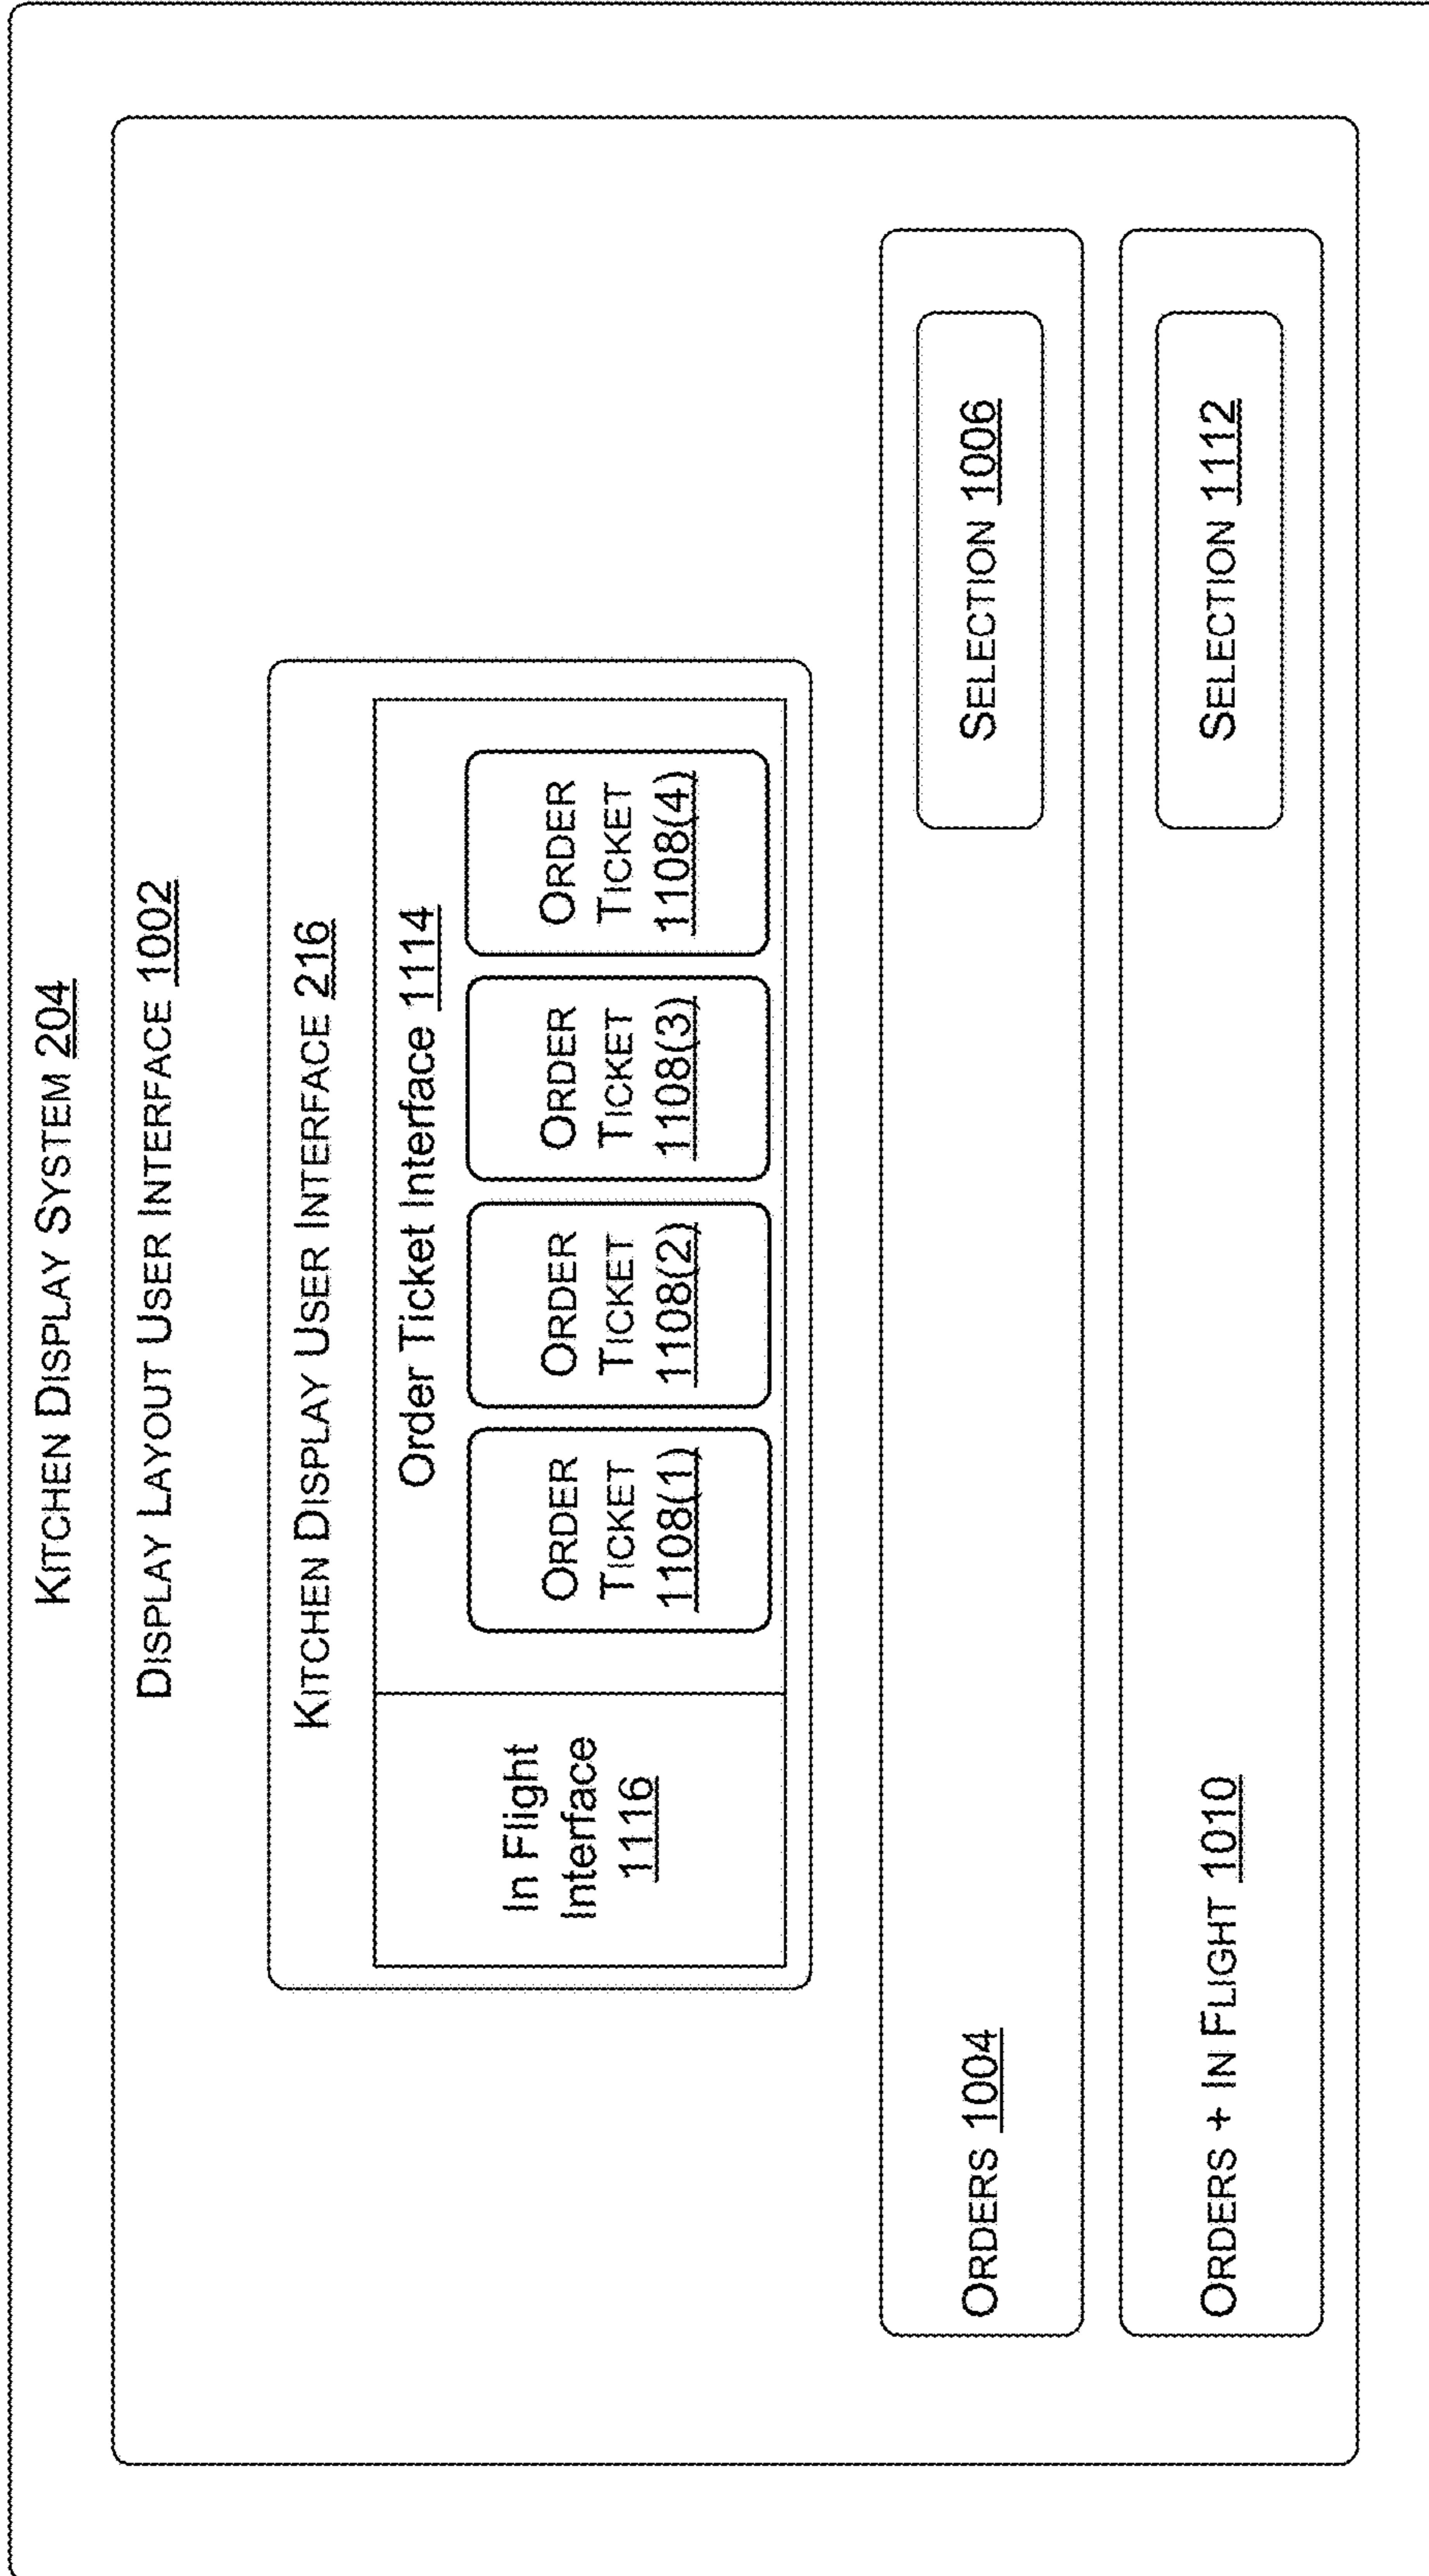 KITCHEN DISPLAY SYSTEM 204
DISPLAY LAYOUT USER INTERFACE 1002
KITCHEN DISPLAY USER INTERFACE 216
In Flight
Interface
1116
Order Ticket Interface 1114
ORDER
TICKET
1108(1)
ORDER
TICKET
1108(2)
ORDER
TICKET
1108(3)
ORDER
TICKET
1108(4)
ORDERS 1004
SELECTION 1006
ORDERS + IN FLIGHT 1010
SELECTION 1112